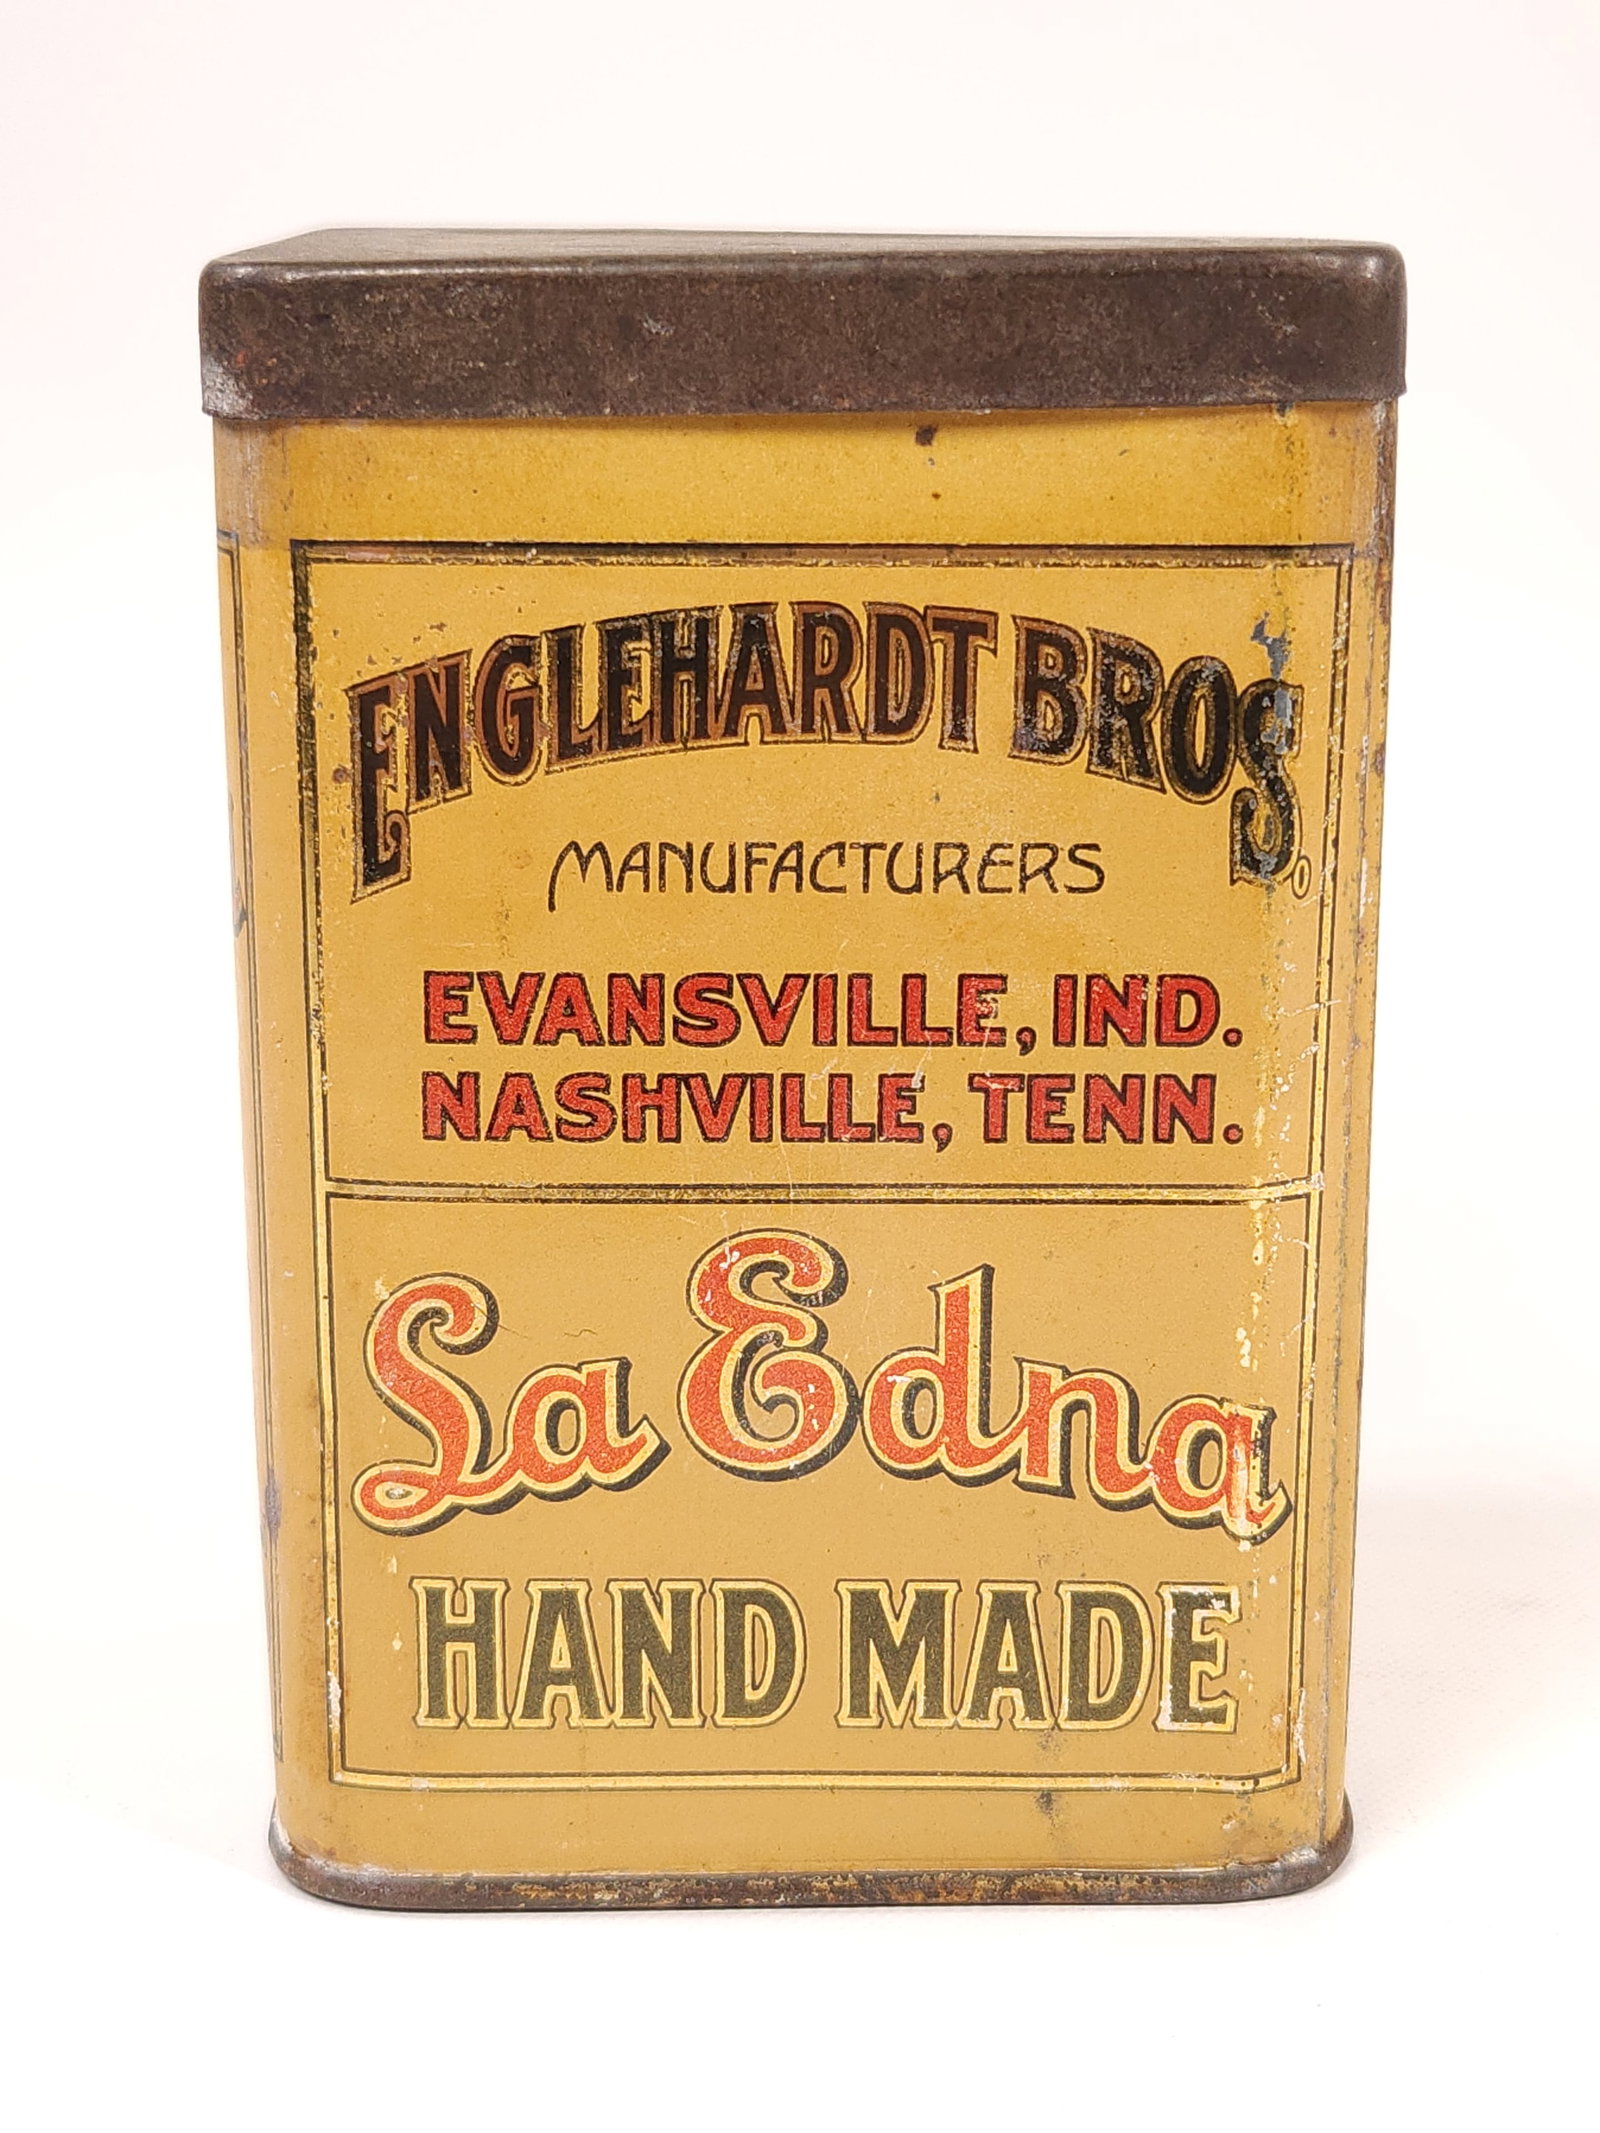 ENGLEHARDT BROS.
MANUFACTURERS
EVANSVILLE, IND.
NASHVILLE, TENN.
La Edna
HAND MADE